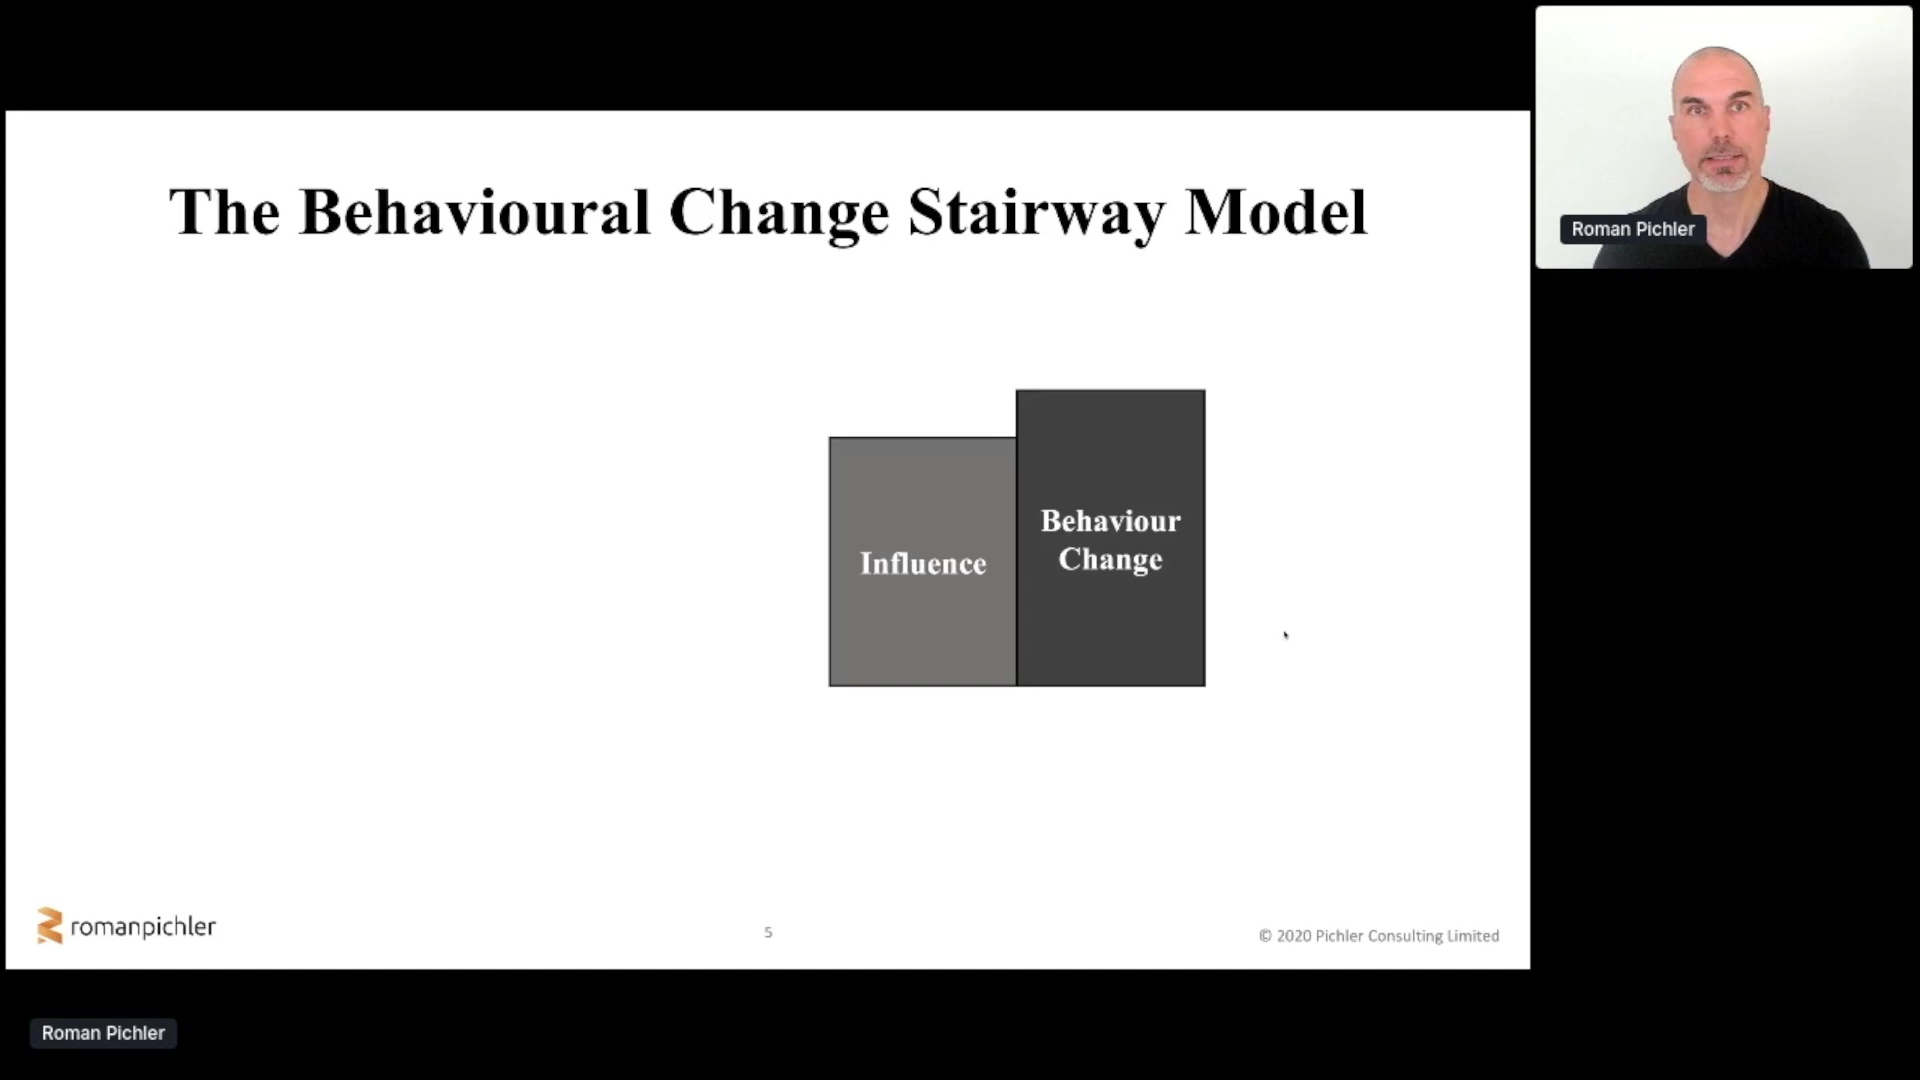 The Behavioural Change Stairway Model
Roman Pichler
Influence
Behaviour
Change
romanpichler
5
© 2020 Pichler Consulting Limited
Roman Pichler